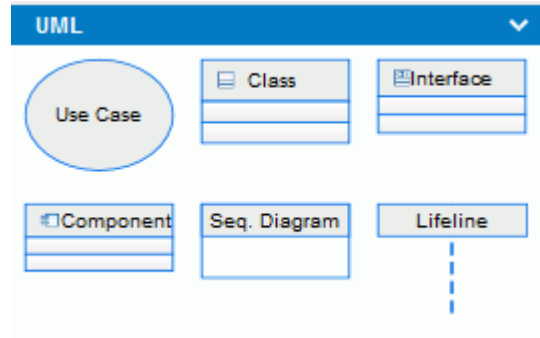 UML
Use Case
Class
Interface
Component
Seq. Diagram
Lifeline